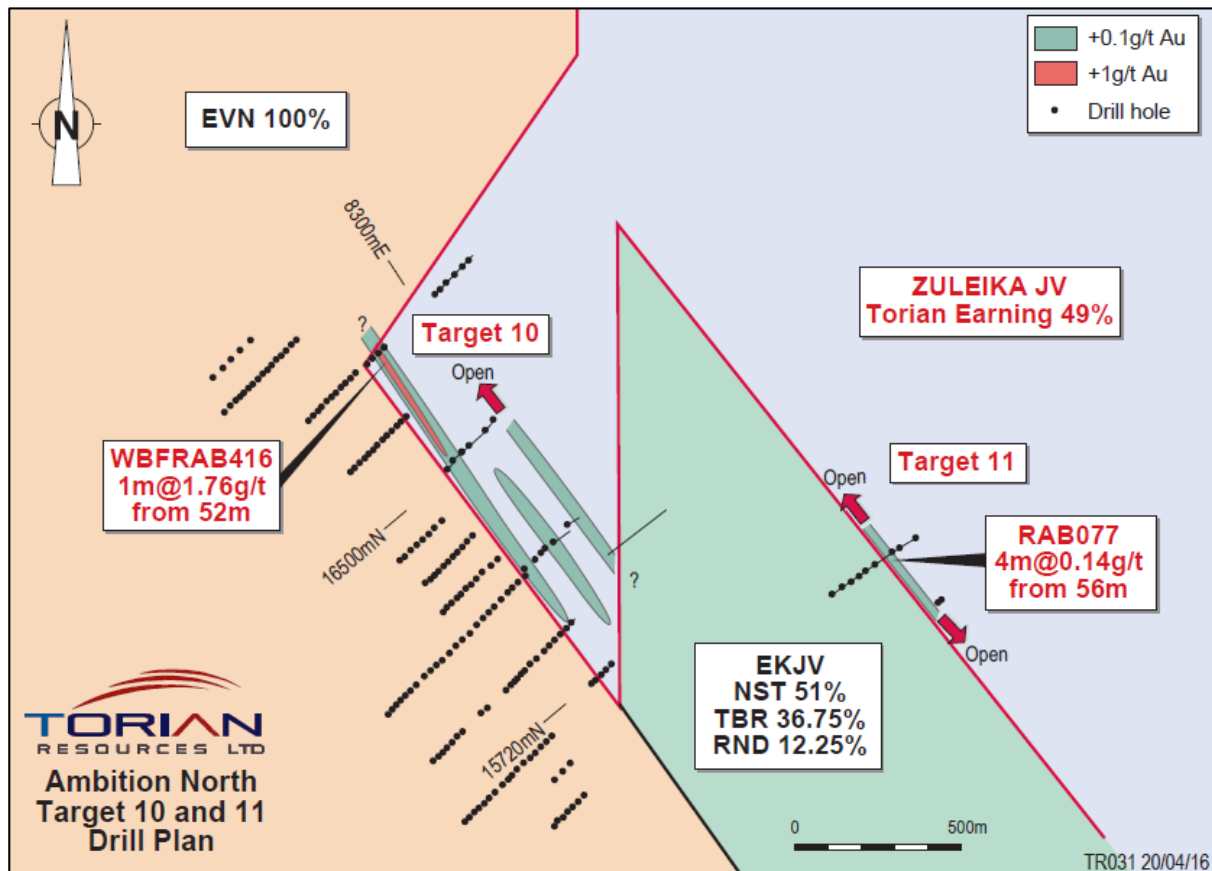 +0.1g/t Au
+1g/t Au
Drill hole
N
EVN 100%
8300mE
ZULEIKA JV
Torian Earning 49%
?
Target 10
Open
WBFRAB416
1m@1.76g/t
from 52m
Target 11
Open
16500mN
RAB077
4m@0.14g/t
from 56m
?
Open
EKJV
NST 51%
TBR 36.75%
RND 12.25%
TORIAN
RESOURCES LTD
15720mN
Ambition North
Target 10 and 11
Drill Plan
0 500m
TR031 20/04/16